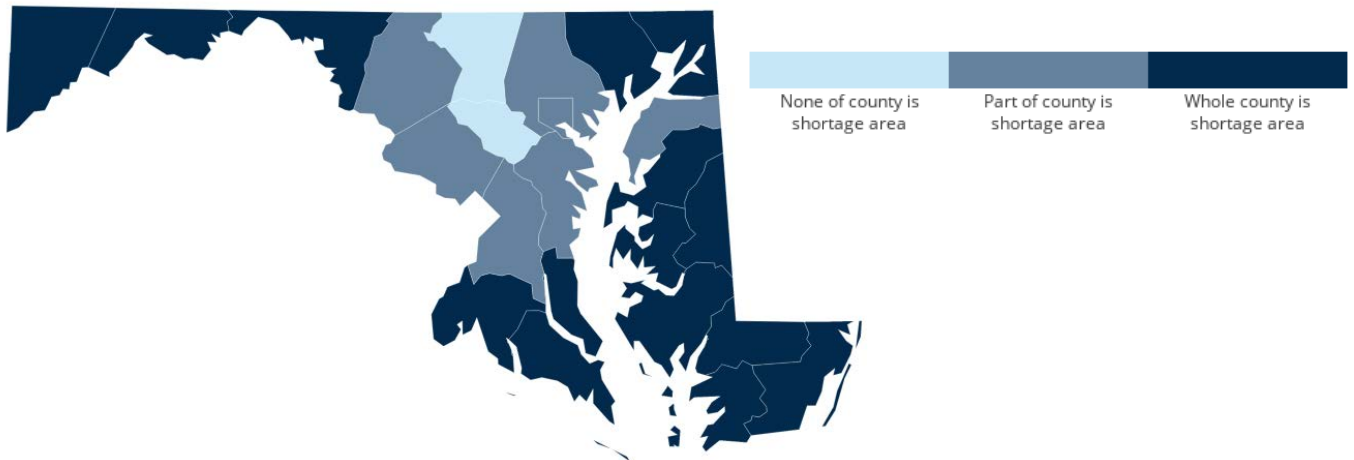 None of county is
shortage area
Part of county is
shortage area
Whole county is
shortage area